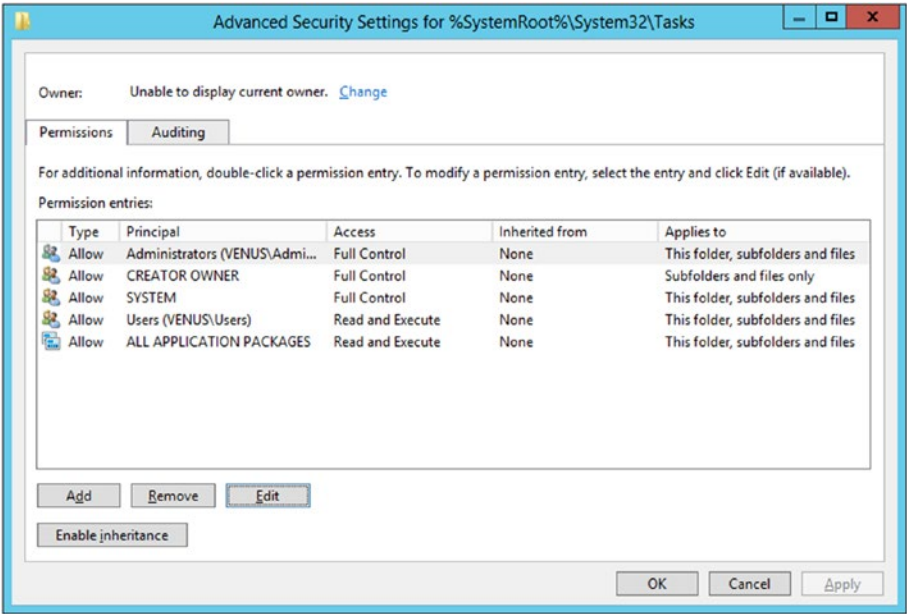 Advanced Security Settings for %SystemRoot%\System32\Tasks
Owner: Unable to display current owner. Change
Permissions Auditing
For additional information, double-click a permission entry. To modify a permission entry, select the entry and click Edit (if available).
Permission entries:
Type Principal Access Inherited from Applies to
Allow Administrators (VENUS\Admi... Full Control None This folder, subfolders and files
Allow CREATOR OWNER Full Control None Subfolders and files only
Allow SYSTEM Full Control None This folder, subfolders and files
Allow Users (VENUS\Users) Read and Execute None This folder, subfolders and files
Allow ALL APPLICATION PACKAGES Read and Execute None This folder, subfolders and files
Add Remove Edit
Enable inheritance
OK Cancel Apply